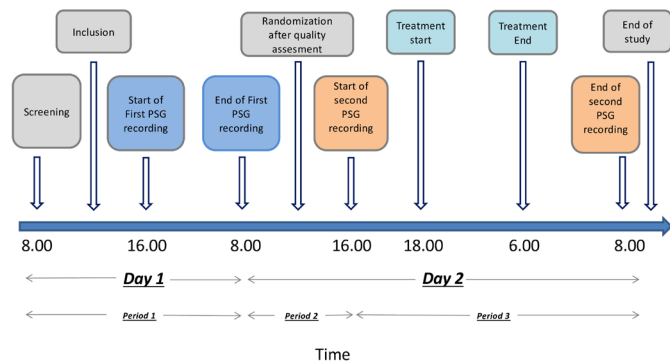 Inclusion
Randomization
after quality
assesment
Treatment
start
Treatment
End
End of
study
Screening
Start of
First PSG
recording
End of First
PSG
recording
Start of
second
PSG
recording
End of
second
PSG
recording
8.00 16.00 8.00 16.00 18.00 6.00 8.00
Day 1 Day 2
Period 1 Period 2 Period 3
Time